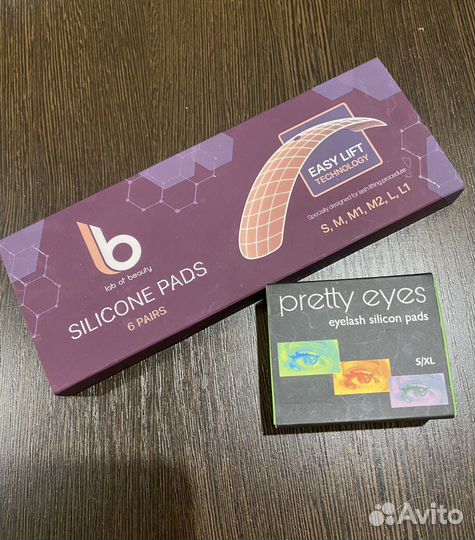 lb
lab of beauty
SILICONE PADS
6 PAIRS
EASY LIFT
TECHNOLOGY
Specially designed for lash lifting procedure
S, M, M1, M2, L, L1
pretty eyes
eyelash silicon pads
S/XL
Avito